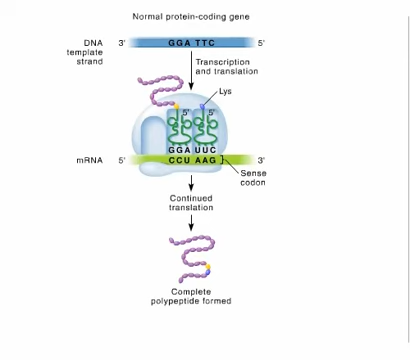 Normal protein-coding gene
DNA
template
strand
3'
GGA TTC
5'
Transcription
and translation
Lys
5'
5'
GGA UUC
mRNA
5'
CCU AAG
3'
Sense
codon
Continued
translation
Complete
polypeptide formed